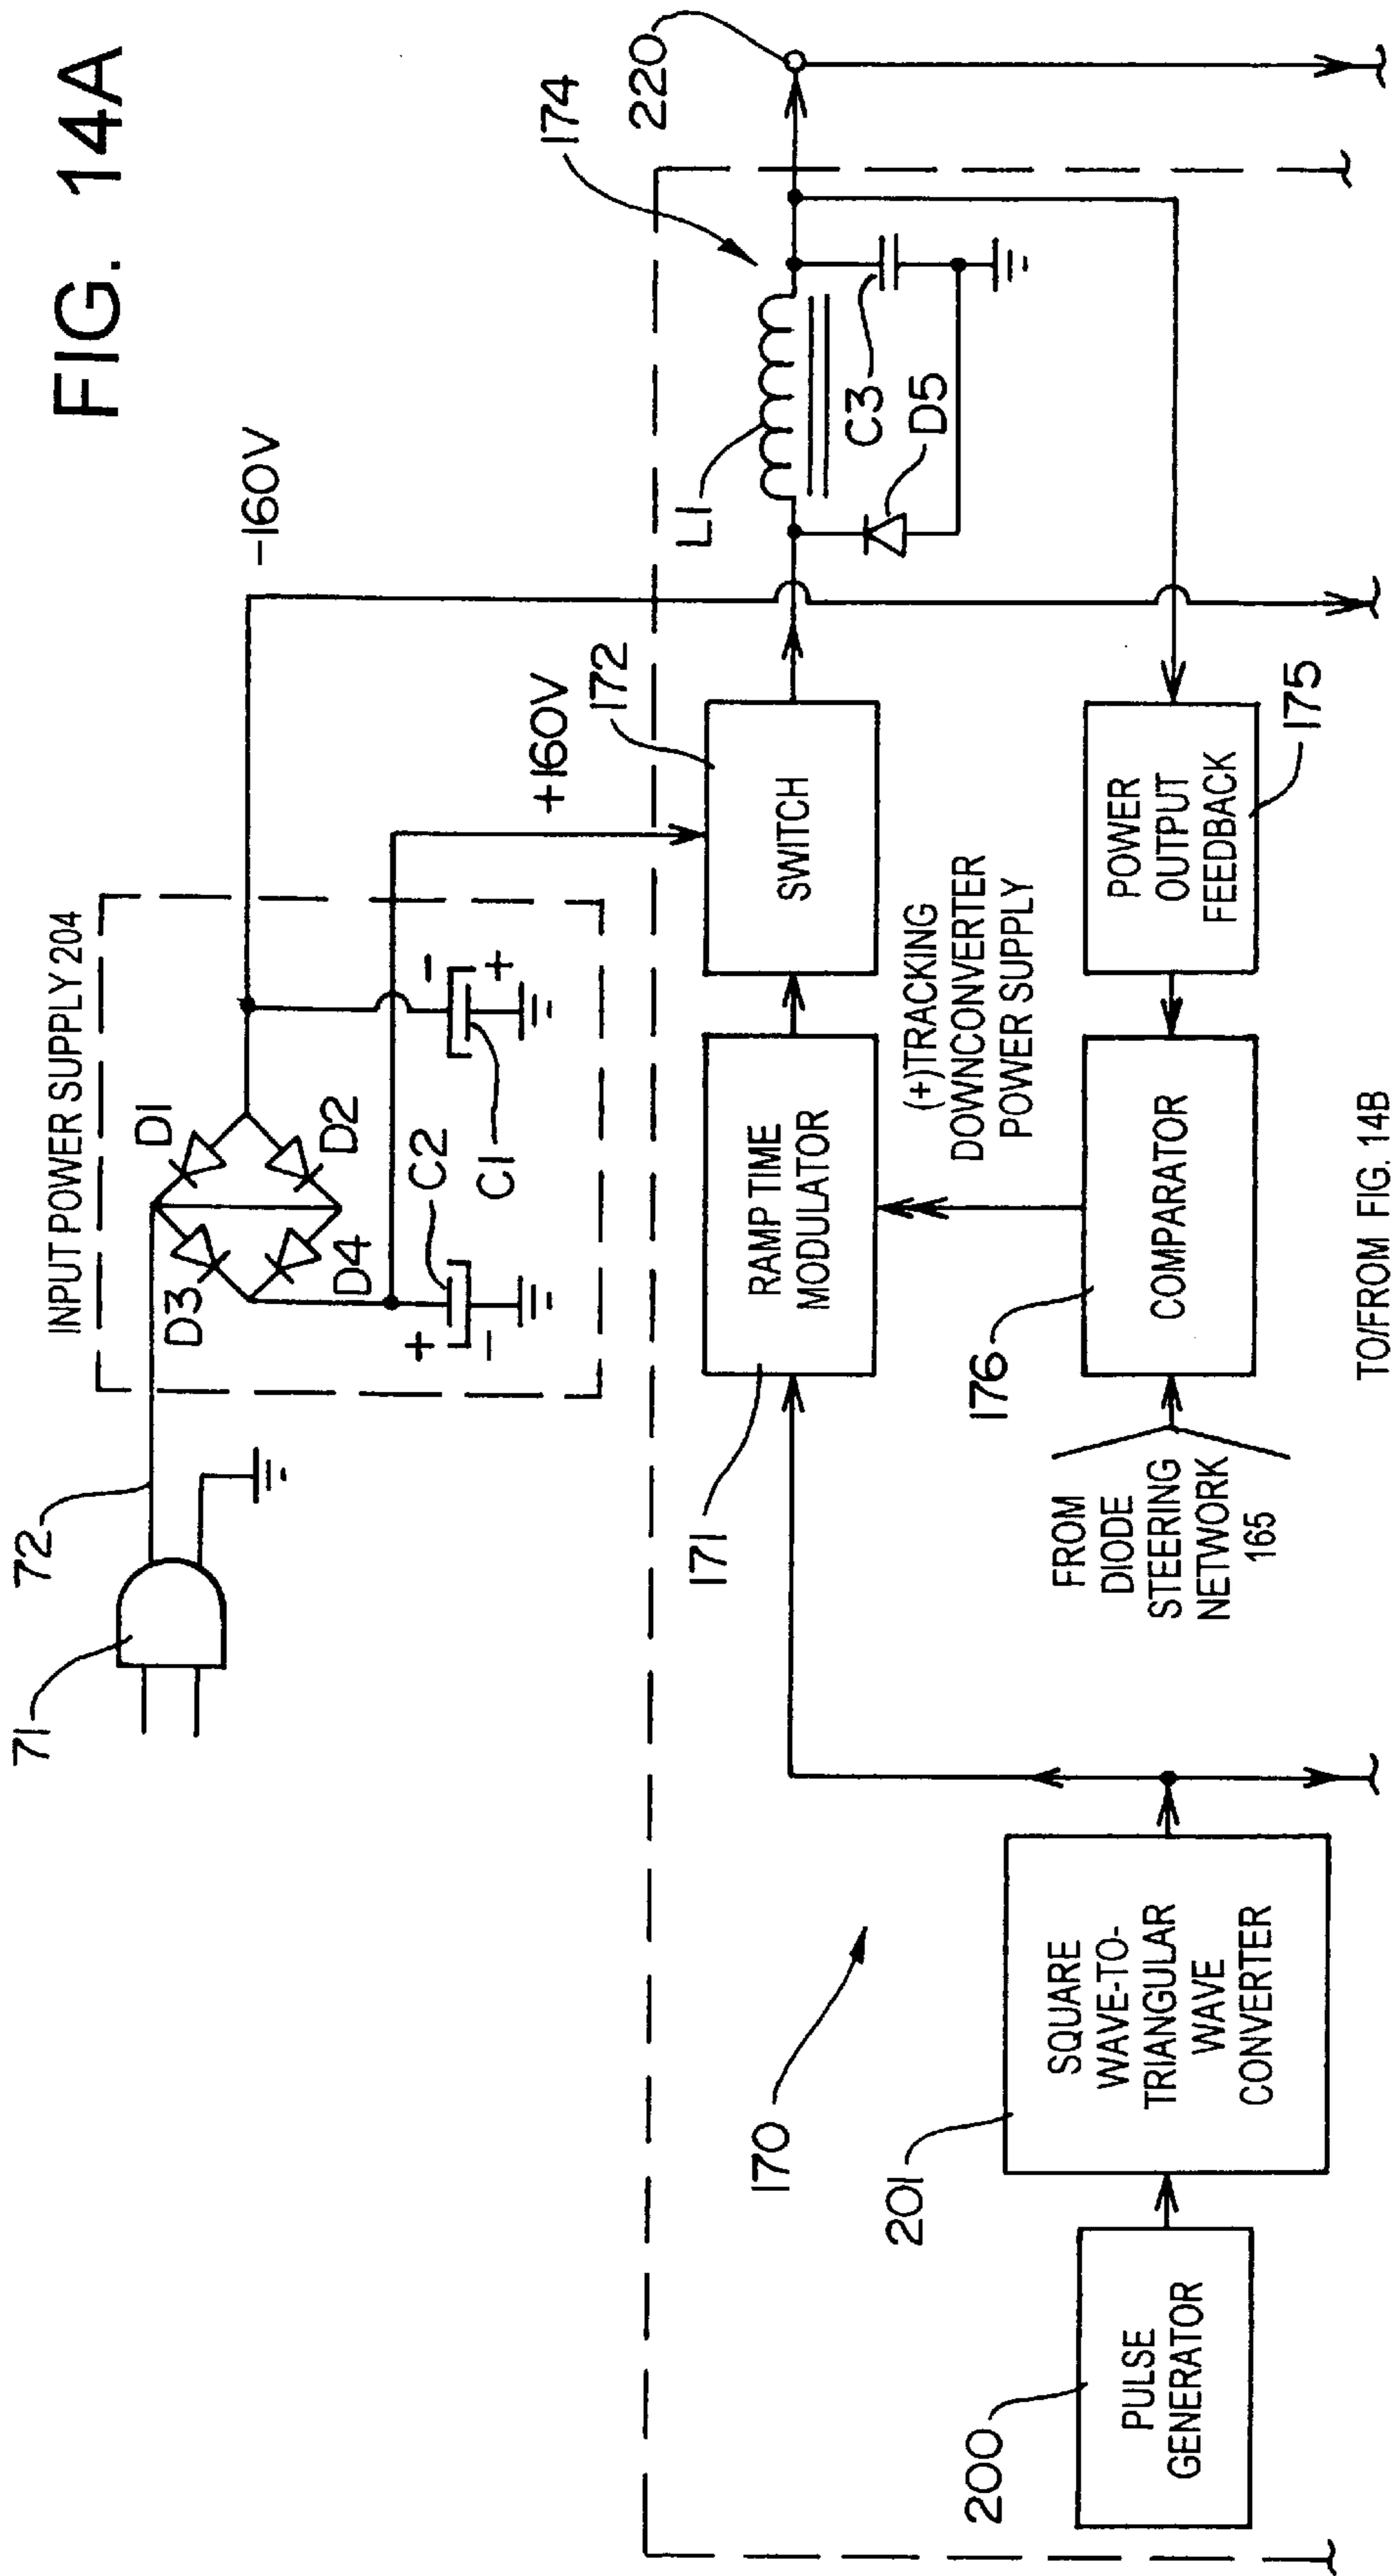 FIG. 14A
71
72
INPUT POWER SUPPLY 204
D1
D2
D3
D4
C2
C1
+
-
-
+
-160V
+160V
170
200
PULSE
GENERATOR
201
SQUARE
WAVE-TO-
TRIANGULAR
WAVE
CONVERTER
171
RAMP TIME
MODULATOR
172
SWITCH
L1
174
220
C3
D5
(+)TRACKING
DOWNCONVERTER
POWER SUPPLY
FROM
DIODE
STEERING
NETWORK
165
176
COMPARATOR
POWER
OUTPUT
FEEDBACK
175
TO/FROM FIG. 14B